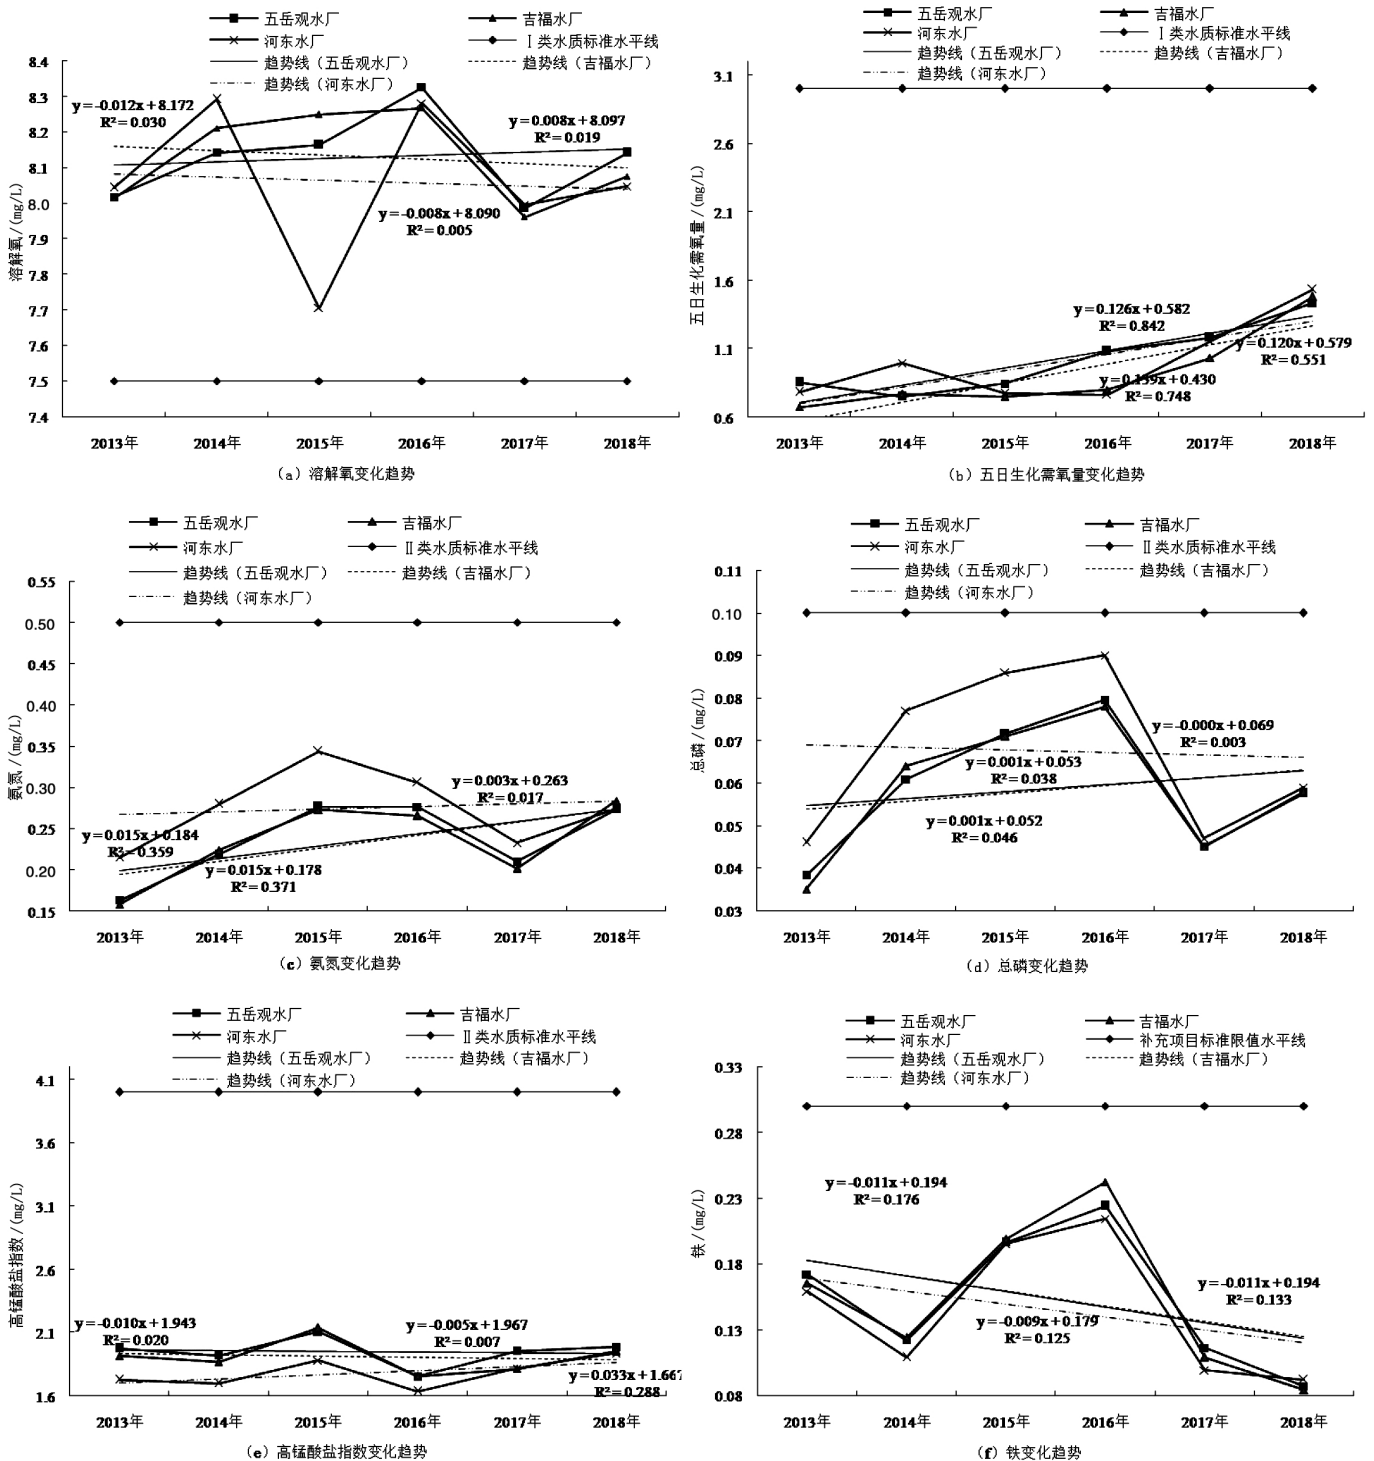 五岳观水厂 吉福水厂
河东水厂 Ⅰ类水质标准水平线
趋势线（五岳观水厂） 趋势线（吉福水厂）
趋势线（河东水厂）
8.4
8.3
8.2
8.1
8.0
7.9
7.8
7.7
7.6
7.5
7.4
溶解氧/(mg/L)
y=-0.012x+8.172
R²=0.030
y=0.008x+8.097
R²=0.019
y=-0.008x+8.090
R²=0.005
2013年 2014年 2015年 2016年 2017年 2018年
（a）溶解氧变化趋势
五岳观水厂 吉福水厂
河东水厂 Ⅰ类水质标准水平线
趋势线（五岳观水厂） 趋势线（吉福水厂）
趋势线（河东水厂）
3.1
2.6
2.1
1.6
1.1
0.6
五日生化需氧量/(mg/L)
y=0.126x+0.582
R²=0.842
y=0.120x+0.579
R²=0.551
y=0.159x+0.430
R²=0.748
2013年 2014年 2015年 2016年 2017年 2018年
（b）五日生化需氧量变化趋势
五岳观水厂 吉福水厂
河东水厂 Ⅱ类水质标准水平线
趋势线（五岳观水厂） 趋势线（吉福水厂）
趋势线（河东水厂）
0.55
0.50
0.45
0.40
0.35
0.30
0.25
0.20
0.15
氨氮/(mg/L)
y=0.003x+0.263
R²=0.017
y=0.015x+0.184
R²=0.359
y=0.015x+0.178
R²=0.371
2013年 2014年 2015年 2016年 2017年 2018年
（c）氨氮变化趋势
五岳观水厂 吉福水厂
河东水厂 Ⅱ类水质标准水平线
趋势线（五岳观水厂） 趋势线（吉福水厂）
趋势线（河东水厂）
0.11
0.10
0.09
0.08
0.07
0.06
0.05
0.04
0.03
总磷/(mg/L)
y=-0.000x+0.069
R²=0.003
y=0.001x+0.053
R²=0.038
y=0.001x+0.052
R²=0.046
2013年 2014年 2015年 2016年 2017年 2018年
（d）总磷变化趋势
五岳观水厂 吉福水厂
河东水厂 Ⅱ类水质标准水平线
趋势线（五岳观水厂） 趋势线（吉福水厂）
趋势线（河东水厂）
4.1
3.6
3.1
2.6
2.1
1.6
高锰酸盐指数/(mg/L)
y=-0.010x+1.943
R²=0.020
y=-0.005x+1.967
R²=0.007
y=0.033x+1.667
R²=0.288
2013年 2014年 2015年 2016年 2017年 2018年
（e）高锰酸盐指数变化趋势
五岳观水厂 吉福水厂
河东水厂 补充项目标准限值水平线
趋势线（五岳观水厂） 趋势线（吉福水厂）
趋势线（河东水厂）
0.33
0.28
0.23
0.18
0.13
0.08
铁/(mg/L)
y=-0.011x+0.194
R²=0.176
y=-0.011x+0.194
R²=0.133
y=-0.009x+0.179
R²=0.125
2013年 2014年 2015年 2016年 2017年 2018年
（f）铁变化趋势